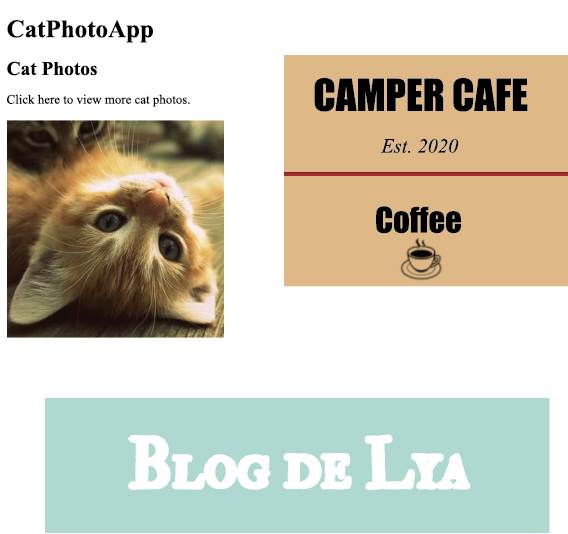 CatPhotoApp
Cat Photos
Click here to view more cat photos.
CAMPER CAFE
Est. 2020
Coffee
Blog de Lya